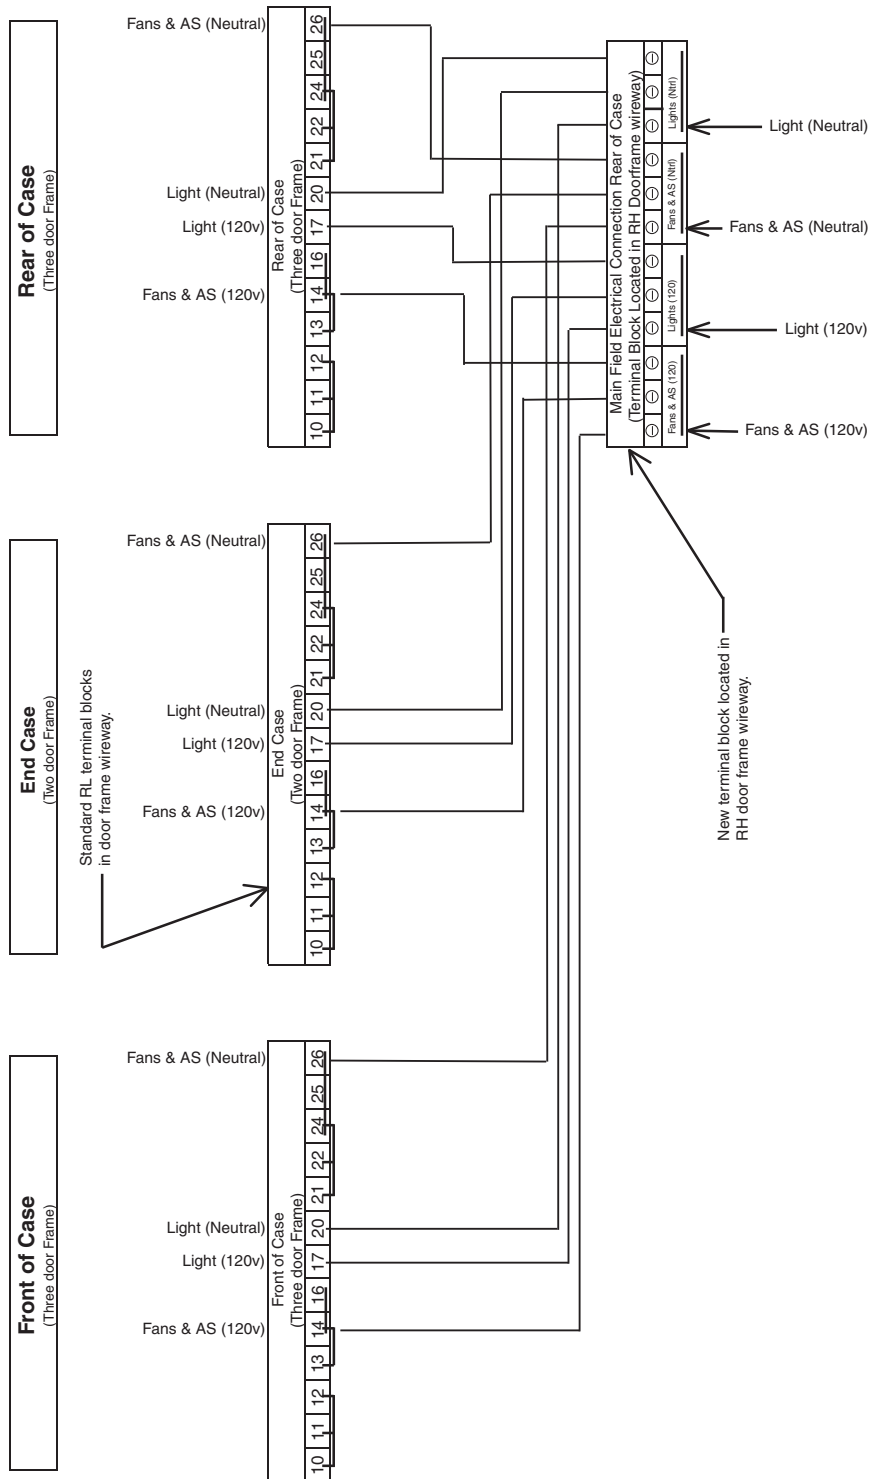 Rear of Case
(Three door Frame)
Fans & AS (Neutral)
Light (Neutral)
Light (120v)
Fans & AS (120v)
Rear of Case
(Three door Frame)
26
25
24
22
21
20
17
16
14
13
12
11
10
Main Field Electrical Connection Rear of Case
(Terminal Block Located in RH Doorframe wireway)
Lights (Ntrl)
Fans & AS (Ntrl)
Lights (120)
Fans & AS (120)
Light (Neutral)
Fans & AS (Neutral)
Light (120v)
Fans & AS (120v)
End Case
(Two door Frame)
Standard RL terminal blocks
in door frame wireway.
Fans & AS (Neutral)
Light (Neutral)
Light (120v)
Fans & AS (120v)
End Case
(Two door Frame)
26
25
24
22
21
20
17
16
14
13
12
11
10
New terminal block located in
RH door frame wireway.
Front of Case
(Three door Frame)
Fans & AS (Neutral)
Light (Neutral)
Light (120v)
Fans & AS (120v)
Front of Case
(Three door Frame)
26
25
24
22
21
20
17
16
14
13
12
11
10